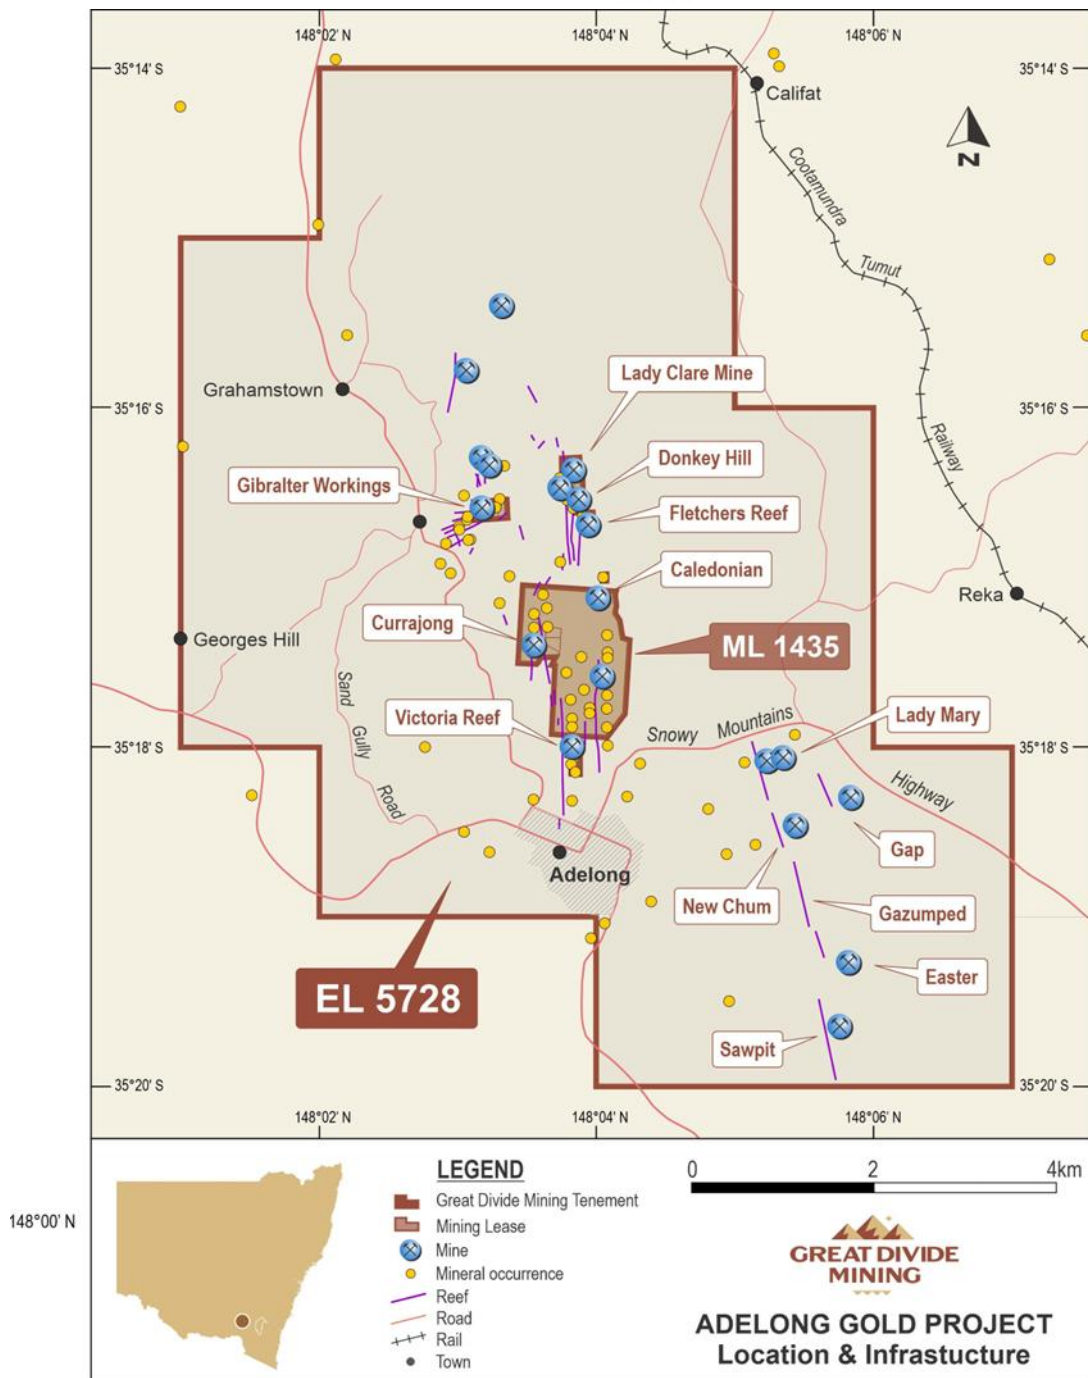 148°02' N
148°04' N
148°06' N
35°14' S
35°14' S
Califat
N
Cootamundra
Tumut
Railway
Lady Clare Mine
Grahamstown
35°16' S
35°16' S
Donkey Hill
Gibralter Workings
Fletchers Reef
Caledonian
Reka
Currajong
Georges Hill
ML 1435
Sand
Gully
Road
Victoria Reef
Snowy
Mountains
Highway
Lady Mary
35°18' S
35°18' S
Gap
Adelong
New Chum
Gazumped
EL 5728
Easter
Sawpit
35°20' S
35°20' S
148°02' N
148°04' N
148°06' N
148°00' N
LEGEND
Great Divide Mining Tenement
Mining Lease
Mine
Mineral occurrence
Reef
Road
Rail
Town
0 2 4km
GREAT DIVIDE
MINING
ADELONG GOLD PROJECT
Location & Infrastucture